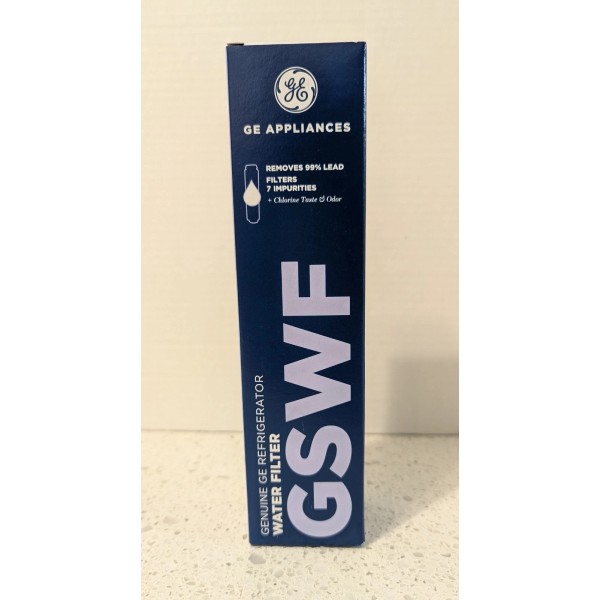 GE
GE APPLIANCES
REMOVES 99% LEAD
FILTERS
7 IMPURITIES
+ Chlorine Taste & Odor
GENUINE GE REFRIGERATOR
WATER FILTER
GSWF